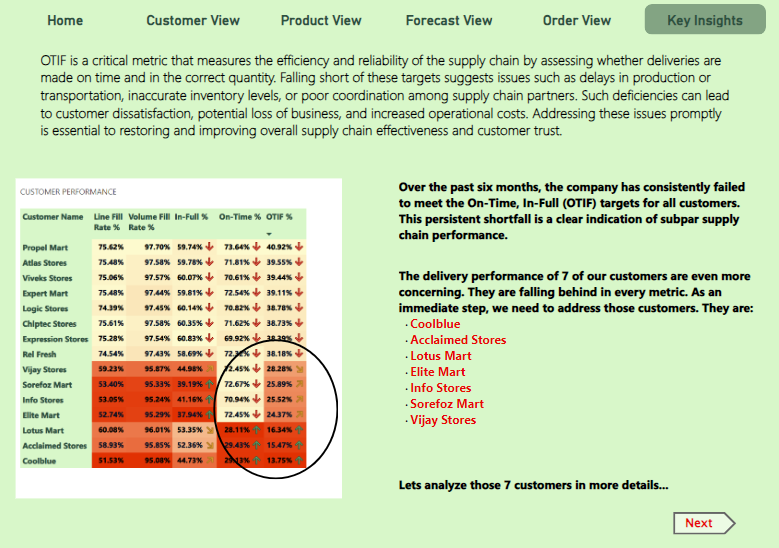 Home Customer View Product View Forecast View Order View Key Insights
OTIF is a critical metric that measures the efficiency and reliability of the supply chain by assessing whether deliveries are
made on time and in the correct quantity. Falling short of these targets suggests issues such as delays in production or
transportation, inaccurate inventory levels, or poor coordination among supply chain partners. Such deficiencies can lead
to customer dissatisfaction, potential loss of business, and increased operational costs. Addressing these issues promptly
is essential to restoring and improving overall supply chain effectiveness and customer trust.
CUSTOMER PERFORMANCE
Customer Name Line Fill Volume Fill In-Full % On-Time % OTIF %
Rate % Rate %
Propel Mart 75.62% 97.70% 59.74% 73.64% 40.92%
Atlas Stores 75.48% 97.58% 59.78% 71.81% 39.55%
Viveks Stores 75.06% 97.57% 60.07% 70.61% 39.44%
Expert Mart 75.48% 97.44% 59.81% 72.54% 39.11%
Logic Stores 74.39% 97.45% 60.14% 70.82% 38.78%
Chiptec Stores 75.61% 97.58% 60.35% 71.62% 38.73%
Expression Stores 75.28% 97.54% 60.83% 69.92% 38.39%
Rel Fresh 74.54% 97.43% 58.69% 38.18%
Vijay Stores 59.23% 95.87% 44.98% 72.45% 28.28%
Sorefoz Mart 53.40% 95.33% 39.19% 72.67% 25.89%
Info Stores 53.05% 95.24% 41.16% 70.94% 25.52%
Elite Mart 52.74% 95.29% 37.94% 72.45% 24.37%
Lotus Mart 60.08% 96.01% 53.35% 28.11% 16.34%
Acclaimed Stores 58.93% 95.85% 52.36% 29.43% 15.47%
Coolblue 51.53% 95.08% 44.73% 29.13% 13.75%
Over the past six months, the company has consistently failed
to meet the On-Time, In-Full (OTIF) targets for all customers.
This persistent shortfall is a clear indication of subpar supply
chain performance.
The delivery performance of 7 of our customers are even more
concerning. They are falling behind in every metric. As an
immediate step, we need to address those customers. They are:
· Coolblue
· Acclaimed Stores
· Lotus Mart
· Elite Mart
· Info Stores
· Sorefoz Mart
· Vijay Stores
Lets analyze those 7 customers in more details...
Next